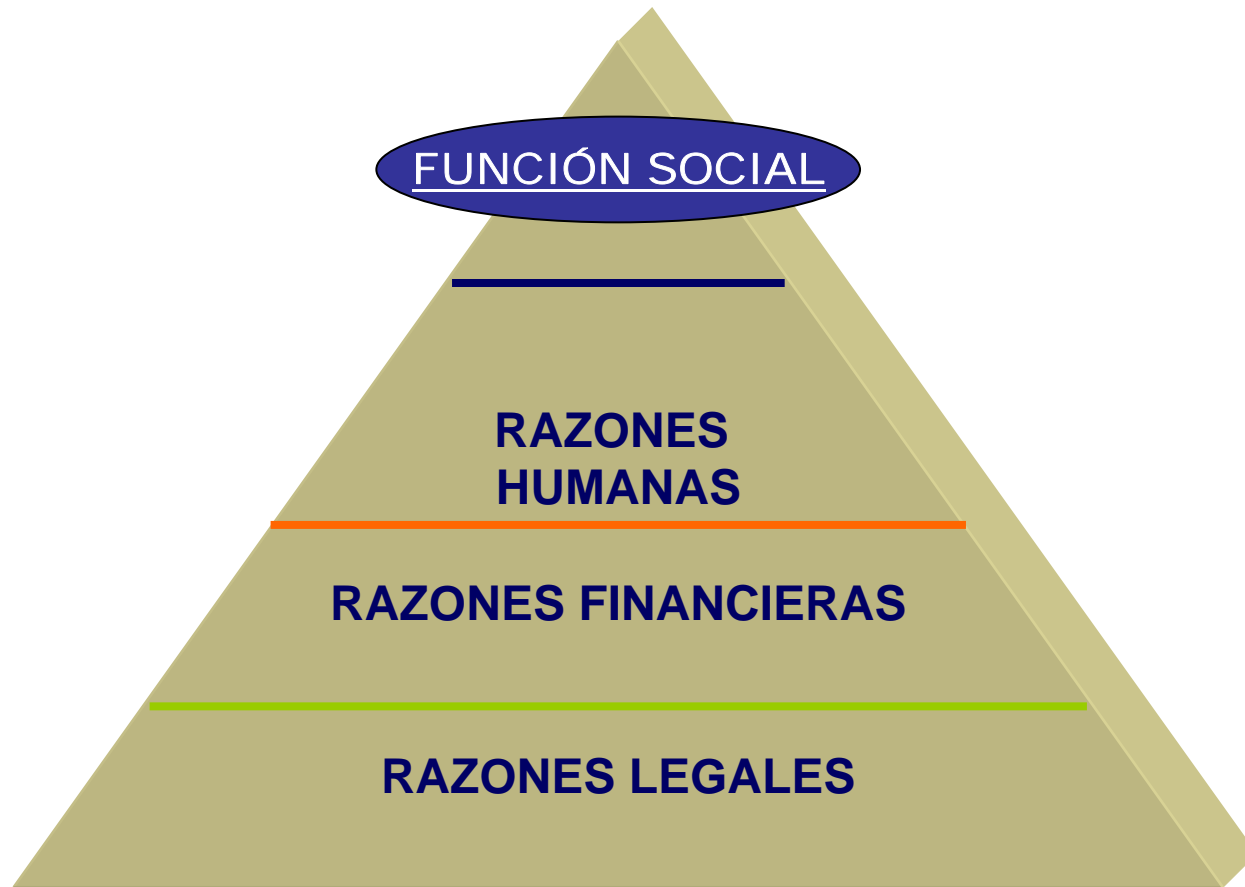 FUNCIÓN SOCIAL
RAZONES
HUMANAS
RAZONES FINANCIERAS
RAZONES LEGALES